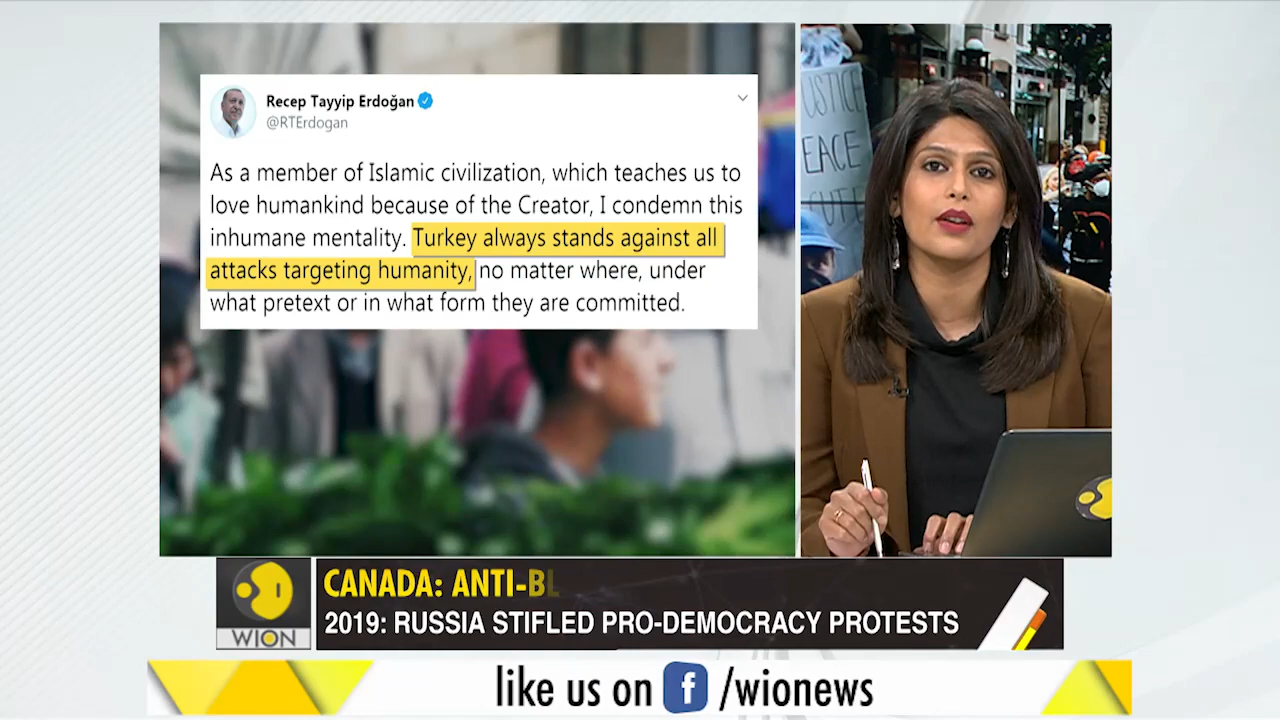 Recep Tayyip Erdoğan
@RTErdogan
As a member of Islamic civilization, which teaches us to
love humankind because of the Creator, I condemn this
inhumane mentality. Turkey always stands against all
attacks targeting humanity, no matter where, under
what pretext or in what form they are committed.
EACE
WION
CANADA: ANTI-BL
2019: RUSSIA STIFLED PRO-DEMOCRACY PROTESTS
like us on f /wionews